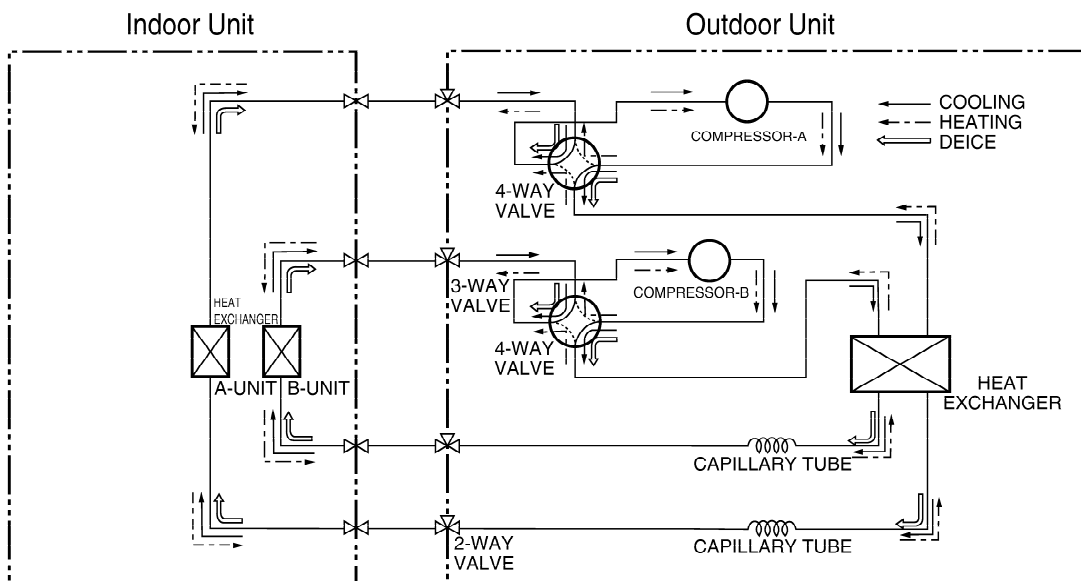 Indoor Unit
Outdoor Unit
COMPRESSOR-A
COOLING
HEATING
DEICE
4-WAY
VALVE
3-WAY
VALVE
COMPRESSOR-B
HEAT
EXCHANGER
4-WAY
VALVE
A-UNIT
B-UNIT
HEAT
EXCHANGER
CAPILLARY TUBE
2-WAY
VALVE
CAPILLARY TUBE